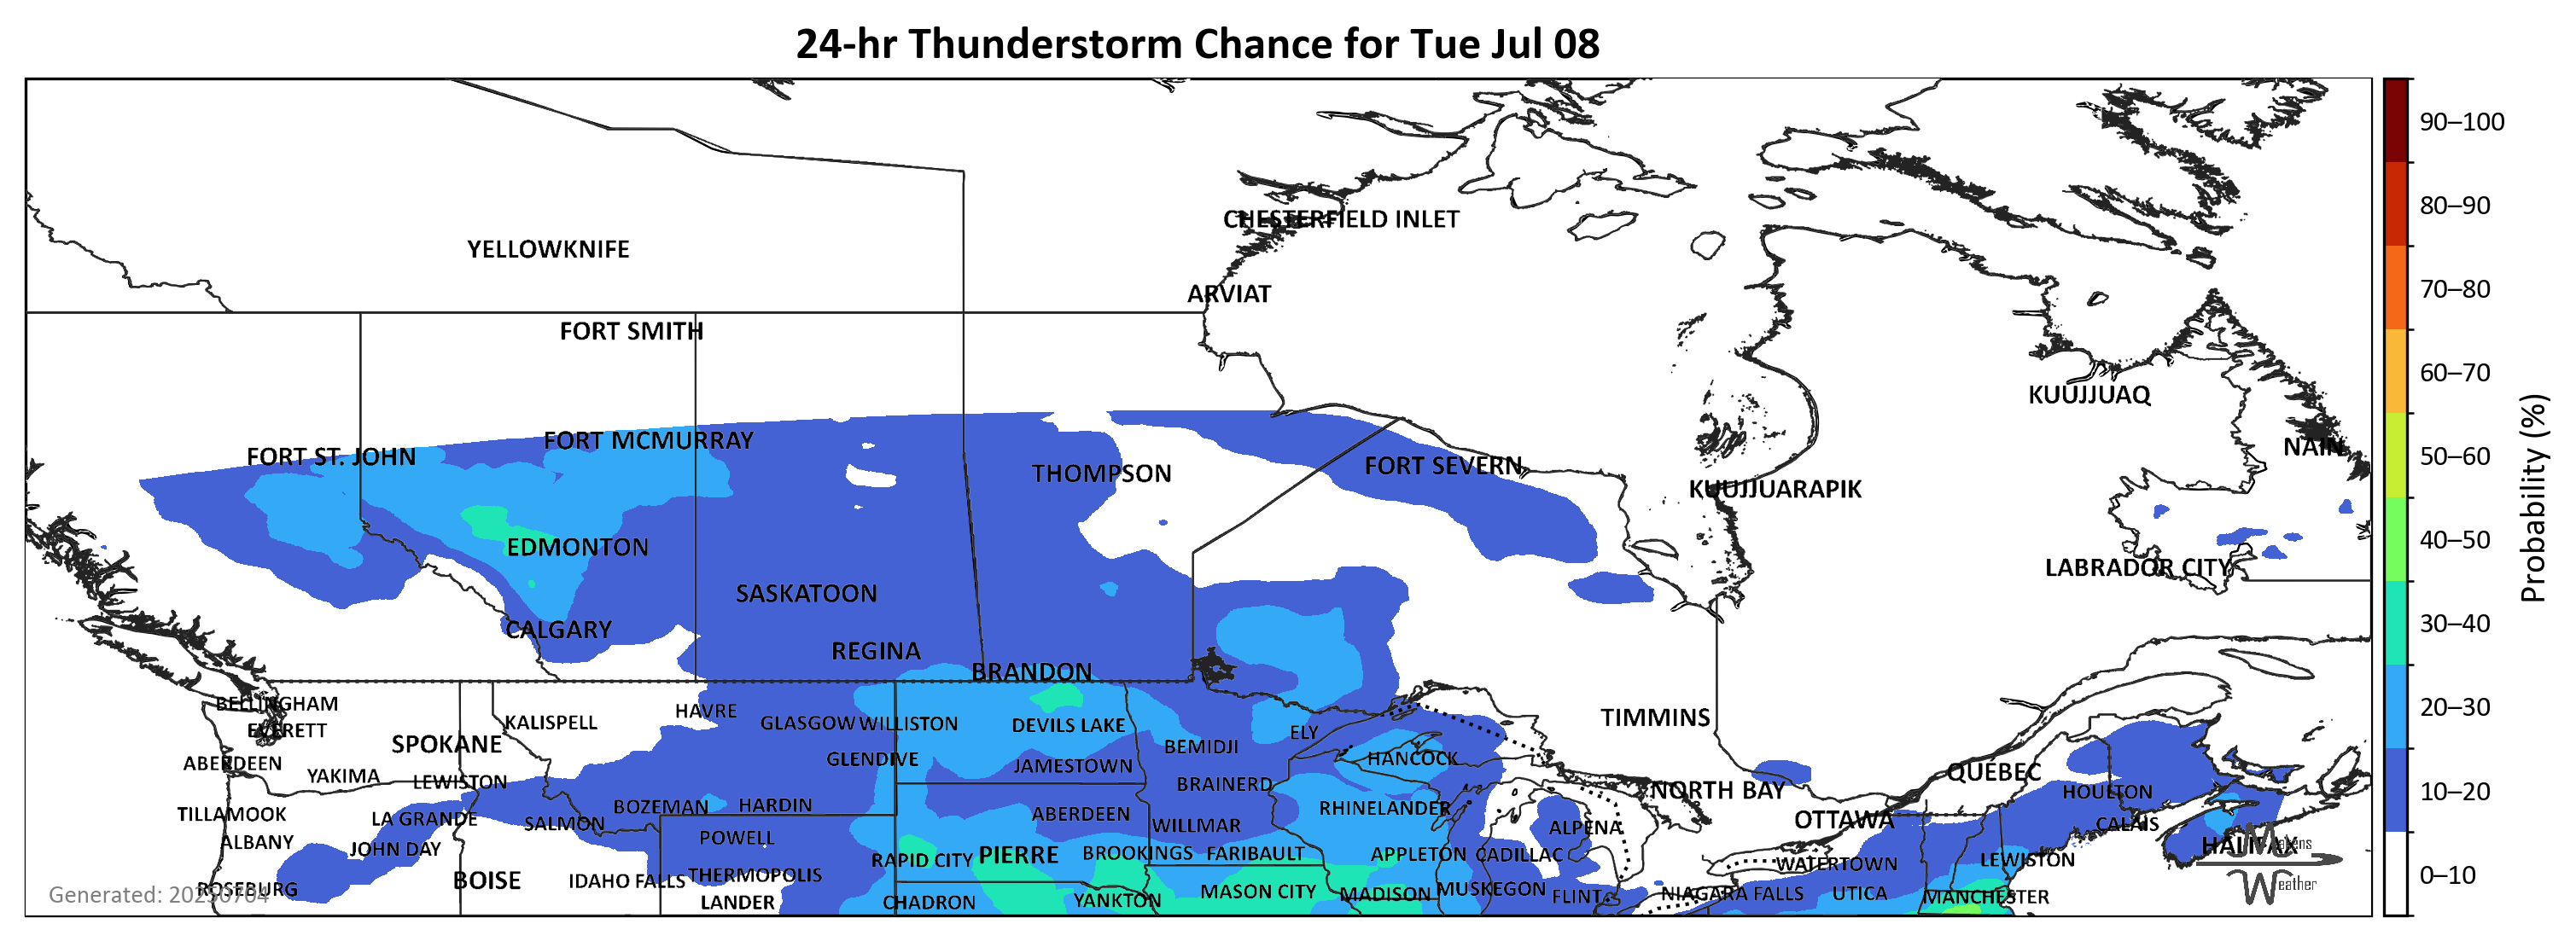 24-hr Thunderstorm Chance for Tue Jul 08
90–100
80–90
CHESTERFIELD INLET
YELLOWKNIFE
70–80
ARVIAT
FORT SMITH
60–70
KUUJJUAQ
FORT MCMURRAY
NAIN
50–60
FORT ST. JOHN
FORT SEVERN
THOMPSON
KUUJJUARAPIK
Probability (%)
40–50
EDMONTON
LABRADOR CITY
SASKATOON
30–40
CALGARY
REGINA
BRANDON
BELLINGHAM
20–30
HAVRE
TIMMINS
KALISPELL
GLASGOW
WILLISTON
DEVILS LAKE
EVERETT
ELY
SPOKANE
BEMIDJI
GLENDIVE
HANCOCK
ABERDEEN
JAMESTOWN
QUÉBEC
YAKIMA
LEWISTON
BRAINERD
NORTH BAY
HOULTON
10–20
BOZEMAN
HARDIN
RHINELANDER
TILLAMOOK
ABERDEEN
LA GRANDE
OTTAWA
SALMON
CALAIS
WILLMAR
ALPENA
POWELL
ALBANY
HALIFAX
Makens
Weather
JOHN DAY
BROOKINGS
FARIBAULT
APPLETON
CADILLAC
PIERRE
RAPID CITY
LEWISTON
WATERTOWN
THERMOPOLIS
0–10
BOISE
IDAHO FALLS
ROSEBURG
MUSKEGON
MASON CITY
MADISON
NIAGARA FALLS
UTICA
Generated: 20250704
FLINT
MANCHESTER
YANKTON
LANDER
CHADRON